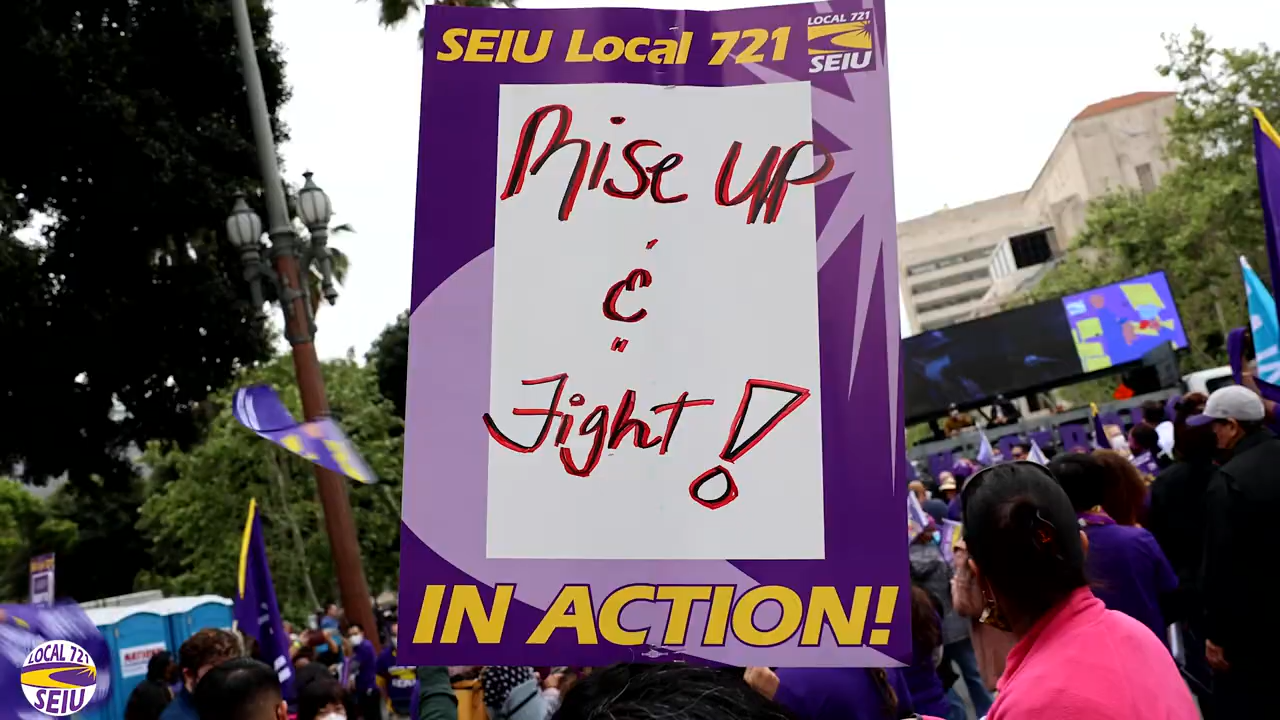 SEIU Local 721
LOCAL 721
SEIU
Rise up
&
Fight!
IN ACTION!
LOCAL 721
SEIU